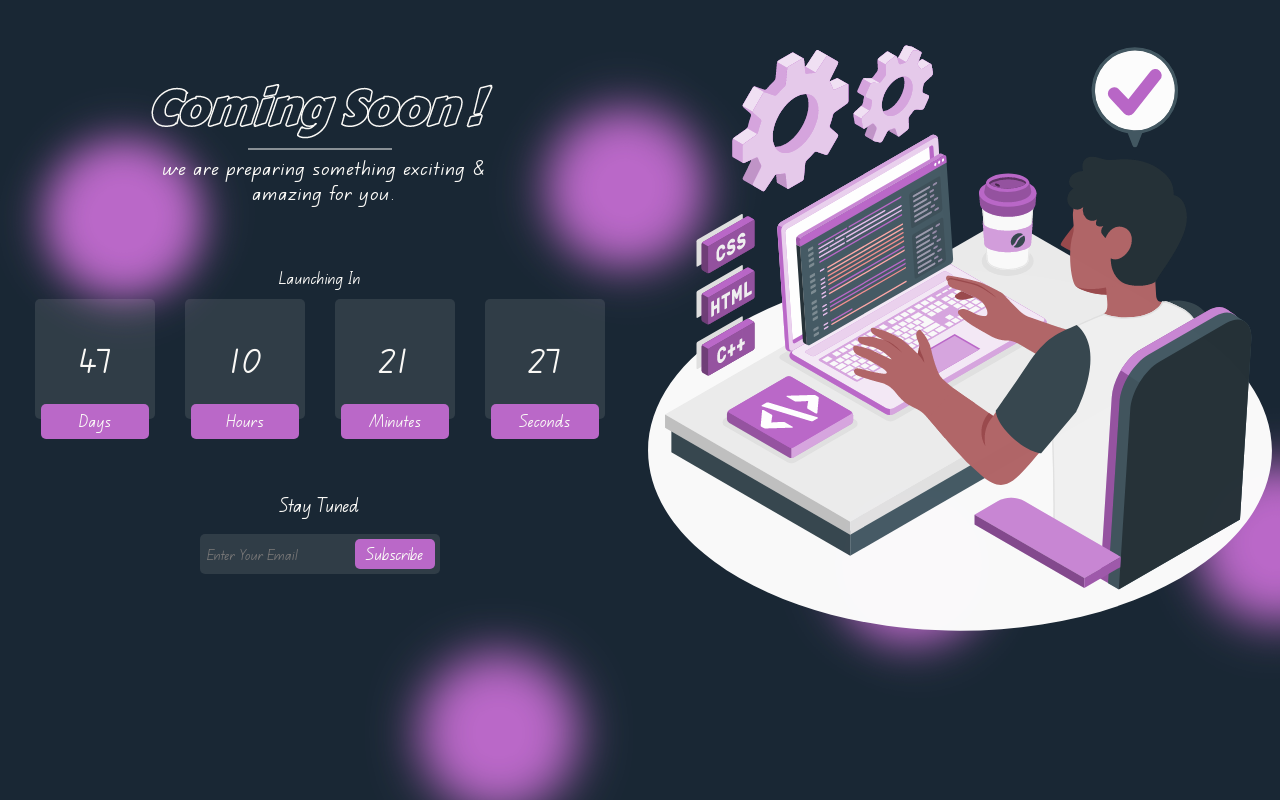 Coming Soon !
we are preparing something exciting &
amazing for you.
Launching In
47 10 21 27
Days Hours Minutes Seconds
Stay Tuned
Enter Your Email Subscribe
CSS
HTML
C++
</>